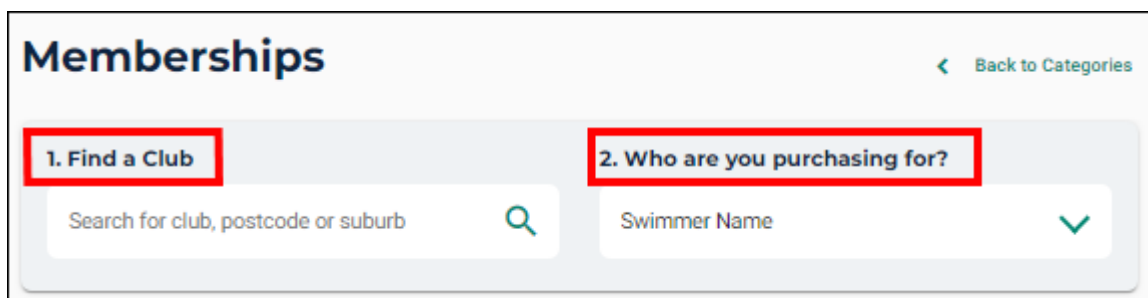 Memberships
Back to Categories
1. Find a Club
2. Who are you purchasing for?
Search for club, postcode or suburb
Swimmer Name